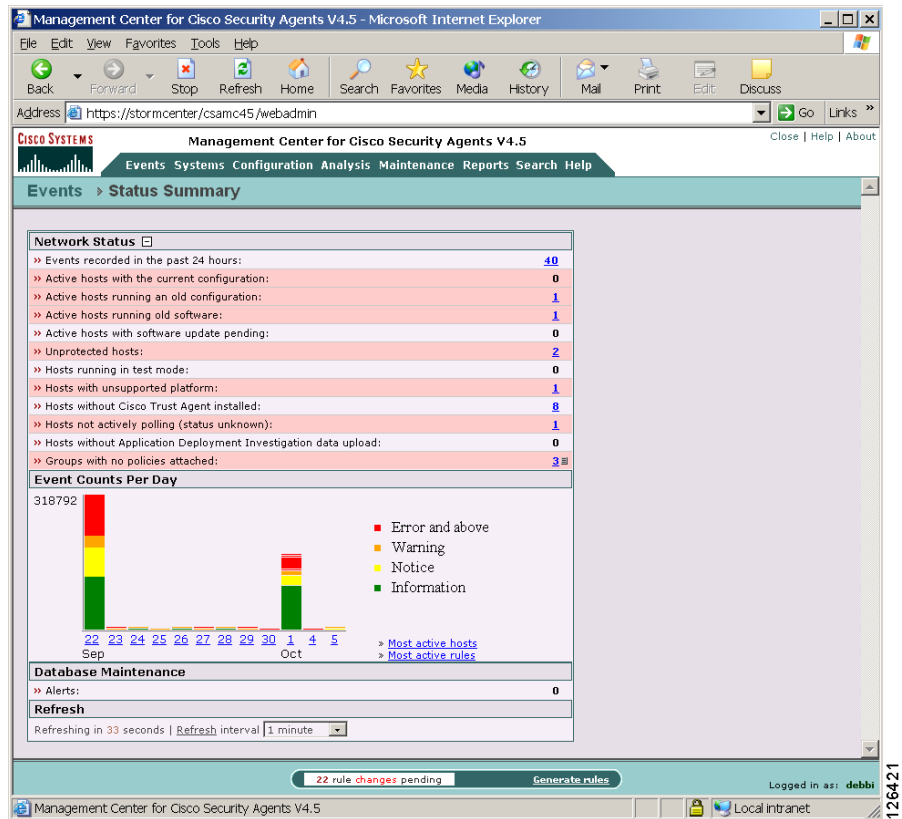 Management Center for Cisco Security Agents V4.5 - Microsoft Internet Explorer
File Edit View Favorites Tools Help
Back Forward Stop Refresh Home Search Favorites Media History Mail Print Edit Discuss
Address https://stormcenter/csamc45/webadmin Go Links »
CISCO SYSTEMS
Management Center for Cisco Security Agents V4.5
Close | Help | About
Events Systems Configuration Analysis Maintenance Reports Search Help
Events > Status Summary
Network Status
» Events recorded in the past 24 hours: 40
» Active hosts with the current configuration: 0
» Active hosts running an old configuration: 1
» Active hosts running old software: 1
» Active hosts with software update pending: 0
» Unprotected hosts: 2
» Hosts running in test mode: 0
» Hosts with unsupported platform: 1
» Hosts without Cisco Trust Agent installed: 8
» Hosts not actively polling (status unknown): 1
» Hosts without Application Deployment Investigation data upload: 0
» Groups with no policies attached: 3
Event Counts Per Day
318792
Error and above
Warning
Notice
Information
22 23 24 25 26 27 28 29 30 1 4 5
Sep Oct
» Most active hosts
» Most active rules
Database Maintenance
» Alerts: 0
Refresh
Refreshing in 33 seconds | Refresh interval 1 minute
22 rule changes pending Generate rules
Logged in as: debbi
Management Center for Cisco Security Agents V4.5 Local intranet
126421